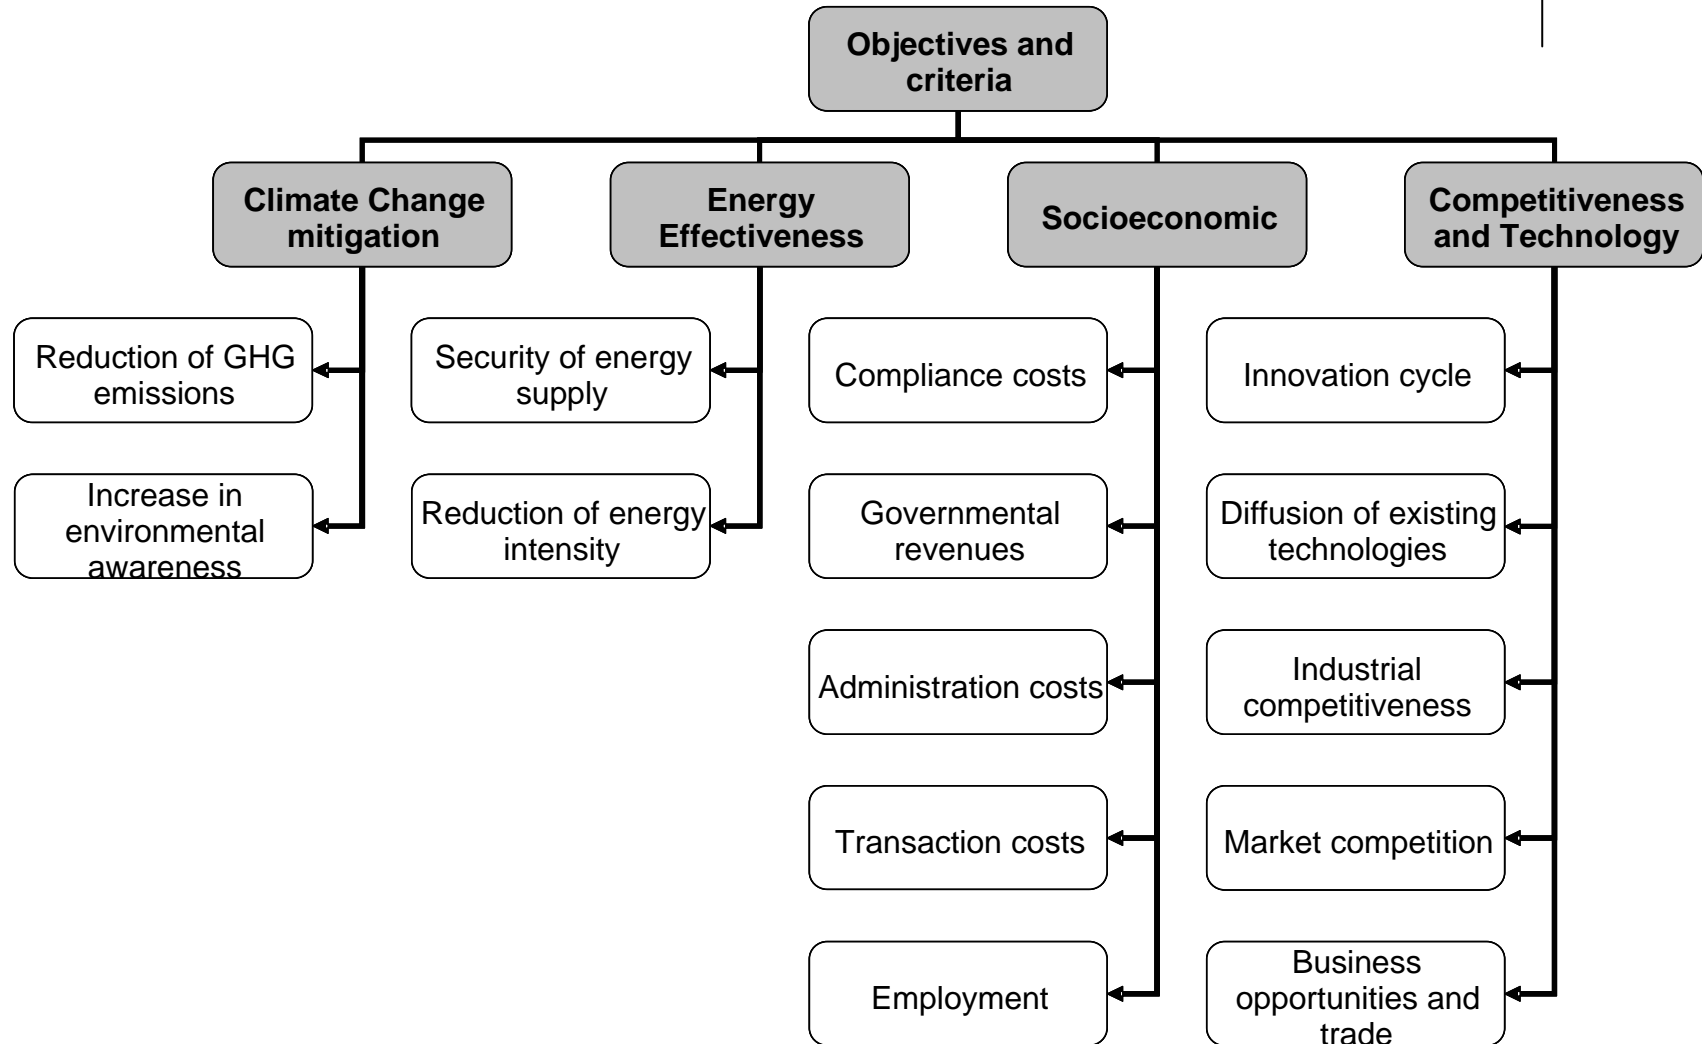 Objectives and
criteria
Climate Change
mitigation
Energy
Effectiveness
Socioeconomic
Competitiveness
and Technology
Reduction of GHG
emissions
Security of energy
supply
Compliance costs
Innovation cycle
Increase in
environmental
awareness
Reduction of energy
intensity
Governmental
revenues
Diffusion of existing
technologies
Administration costs
Industrial
competitiveness
Transaction costs
Market competition
Employment
Business
opportunities and
trade